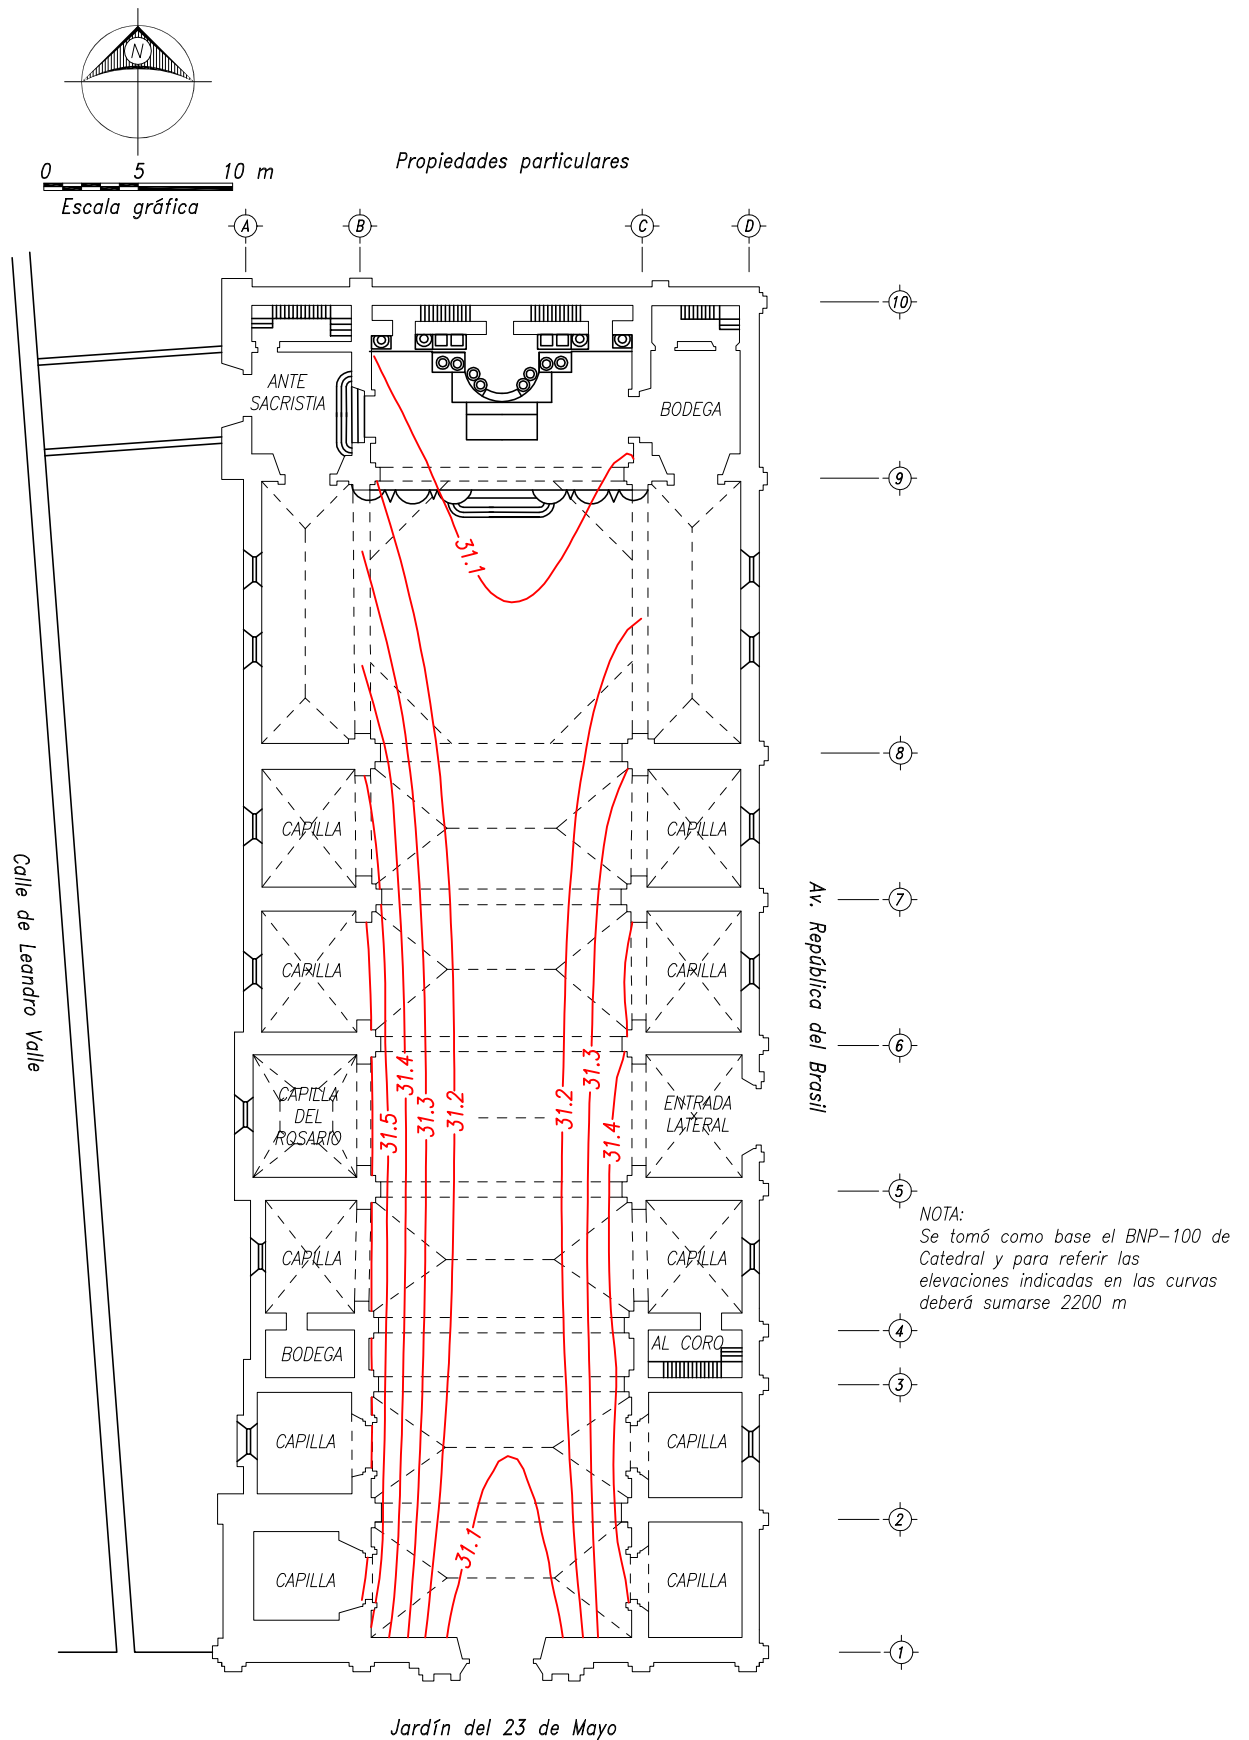 N
0 5 10 m
Escala gráfica
Propiedades particulares
A B C D
10
ANTE
SACRISTIA
BODEGA
9
31.1
8
CAPILLA CAPILLA
Calle de Leandro Valle
Av. República del Brasil
7
CAPILLA CAPILLA
6
31.5 31.4 31.3 31.2 31.2 31.3 31.4
CAPILLA
DEL
ROSARIO
ENTRADA
LATERAL
5
NOTA:
Se tomó como base el BNP-100 de
Catedral y para referir las
elevaciones indicadas en las curvas
deberá sumarse 2200 m
CAPILLA CAPILLA
4
BODEGA AL CORO
3
CAPILLA CAPILLA
2
31.1
CAPILLA CAPILLA
1
Jardín del 23 de Mayo